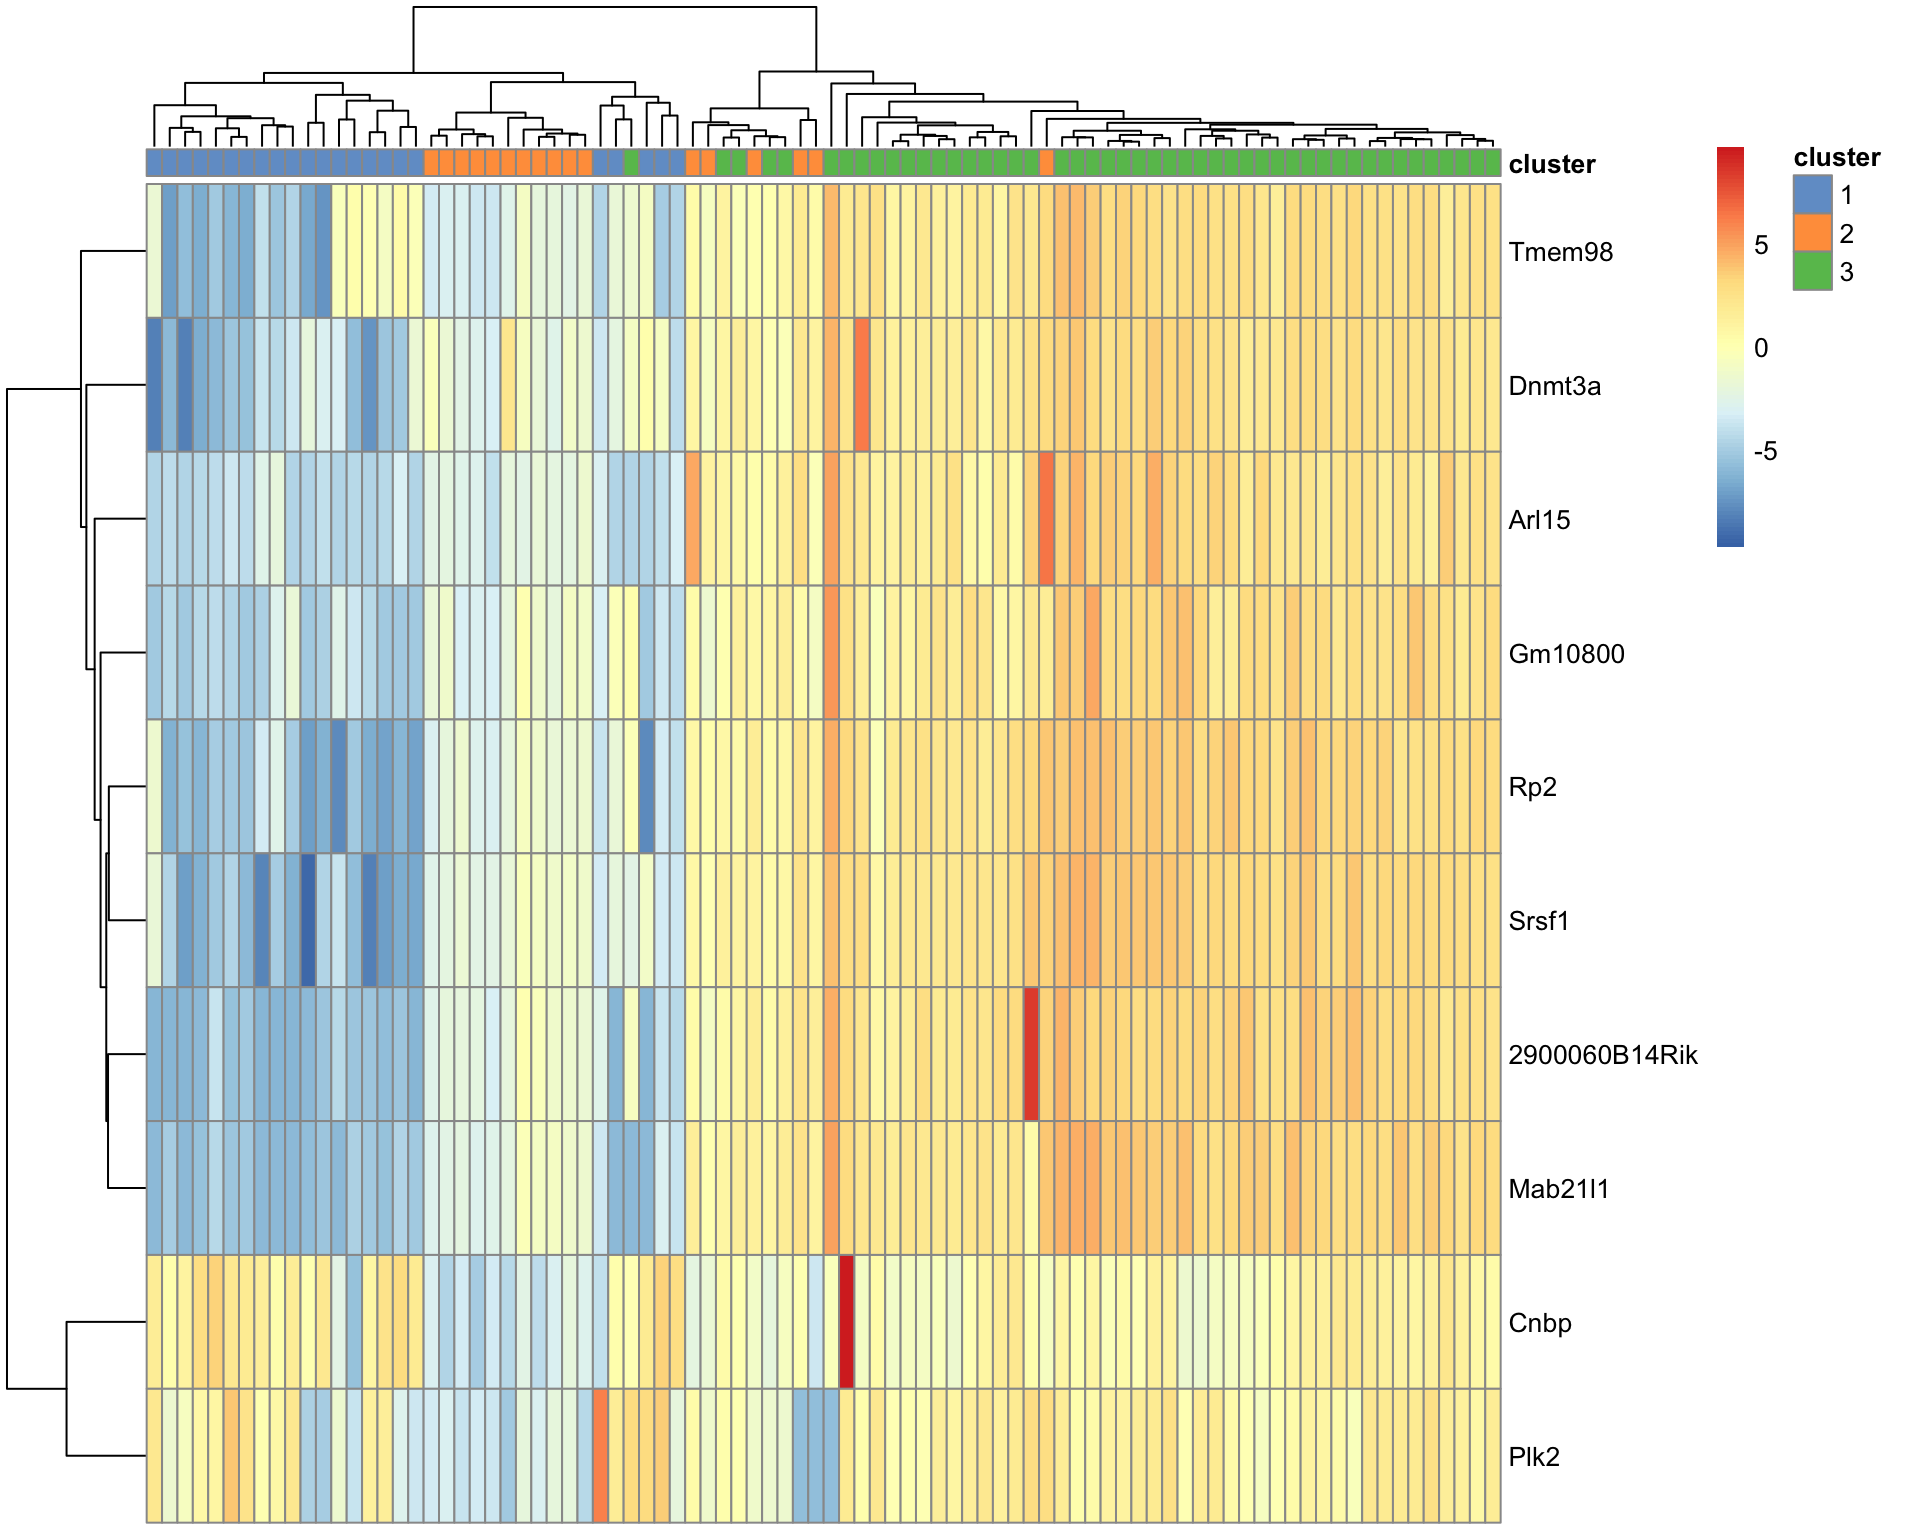 cluster
cluster
1
2
3
5
0
-5
Tmem98
Dnmt3a
Arl15
Gm10800
Rp2
Srsf1
2900060B14Rik
Mab21l1
Cnbp
Plk2